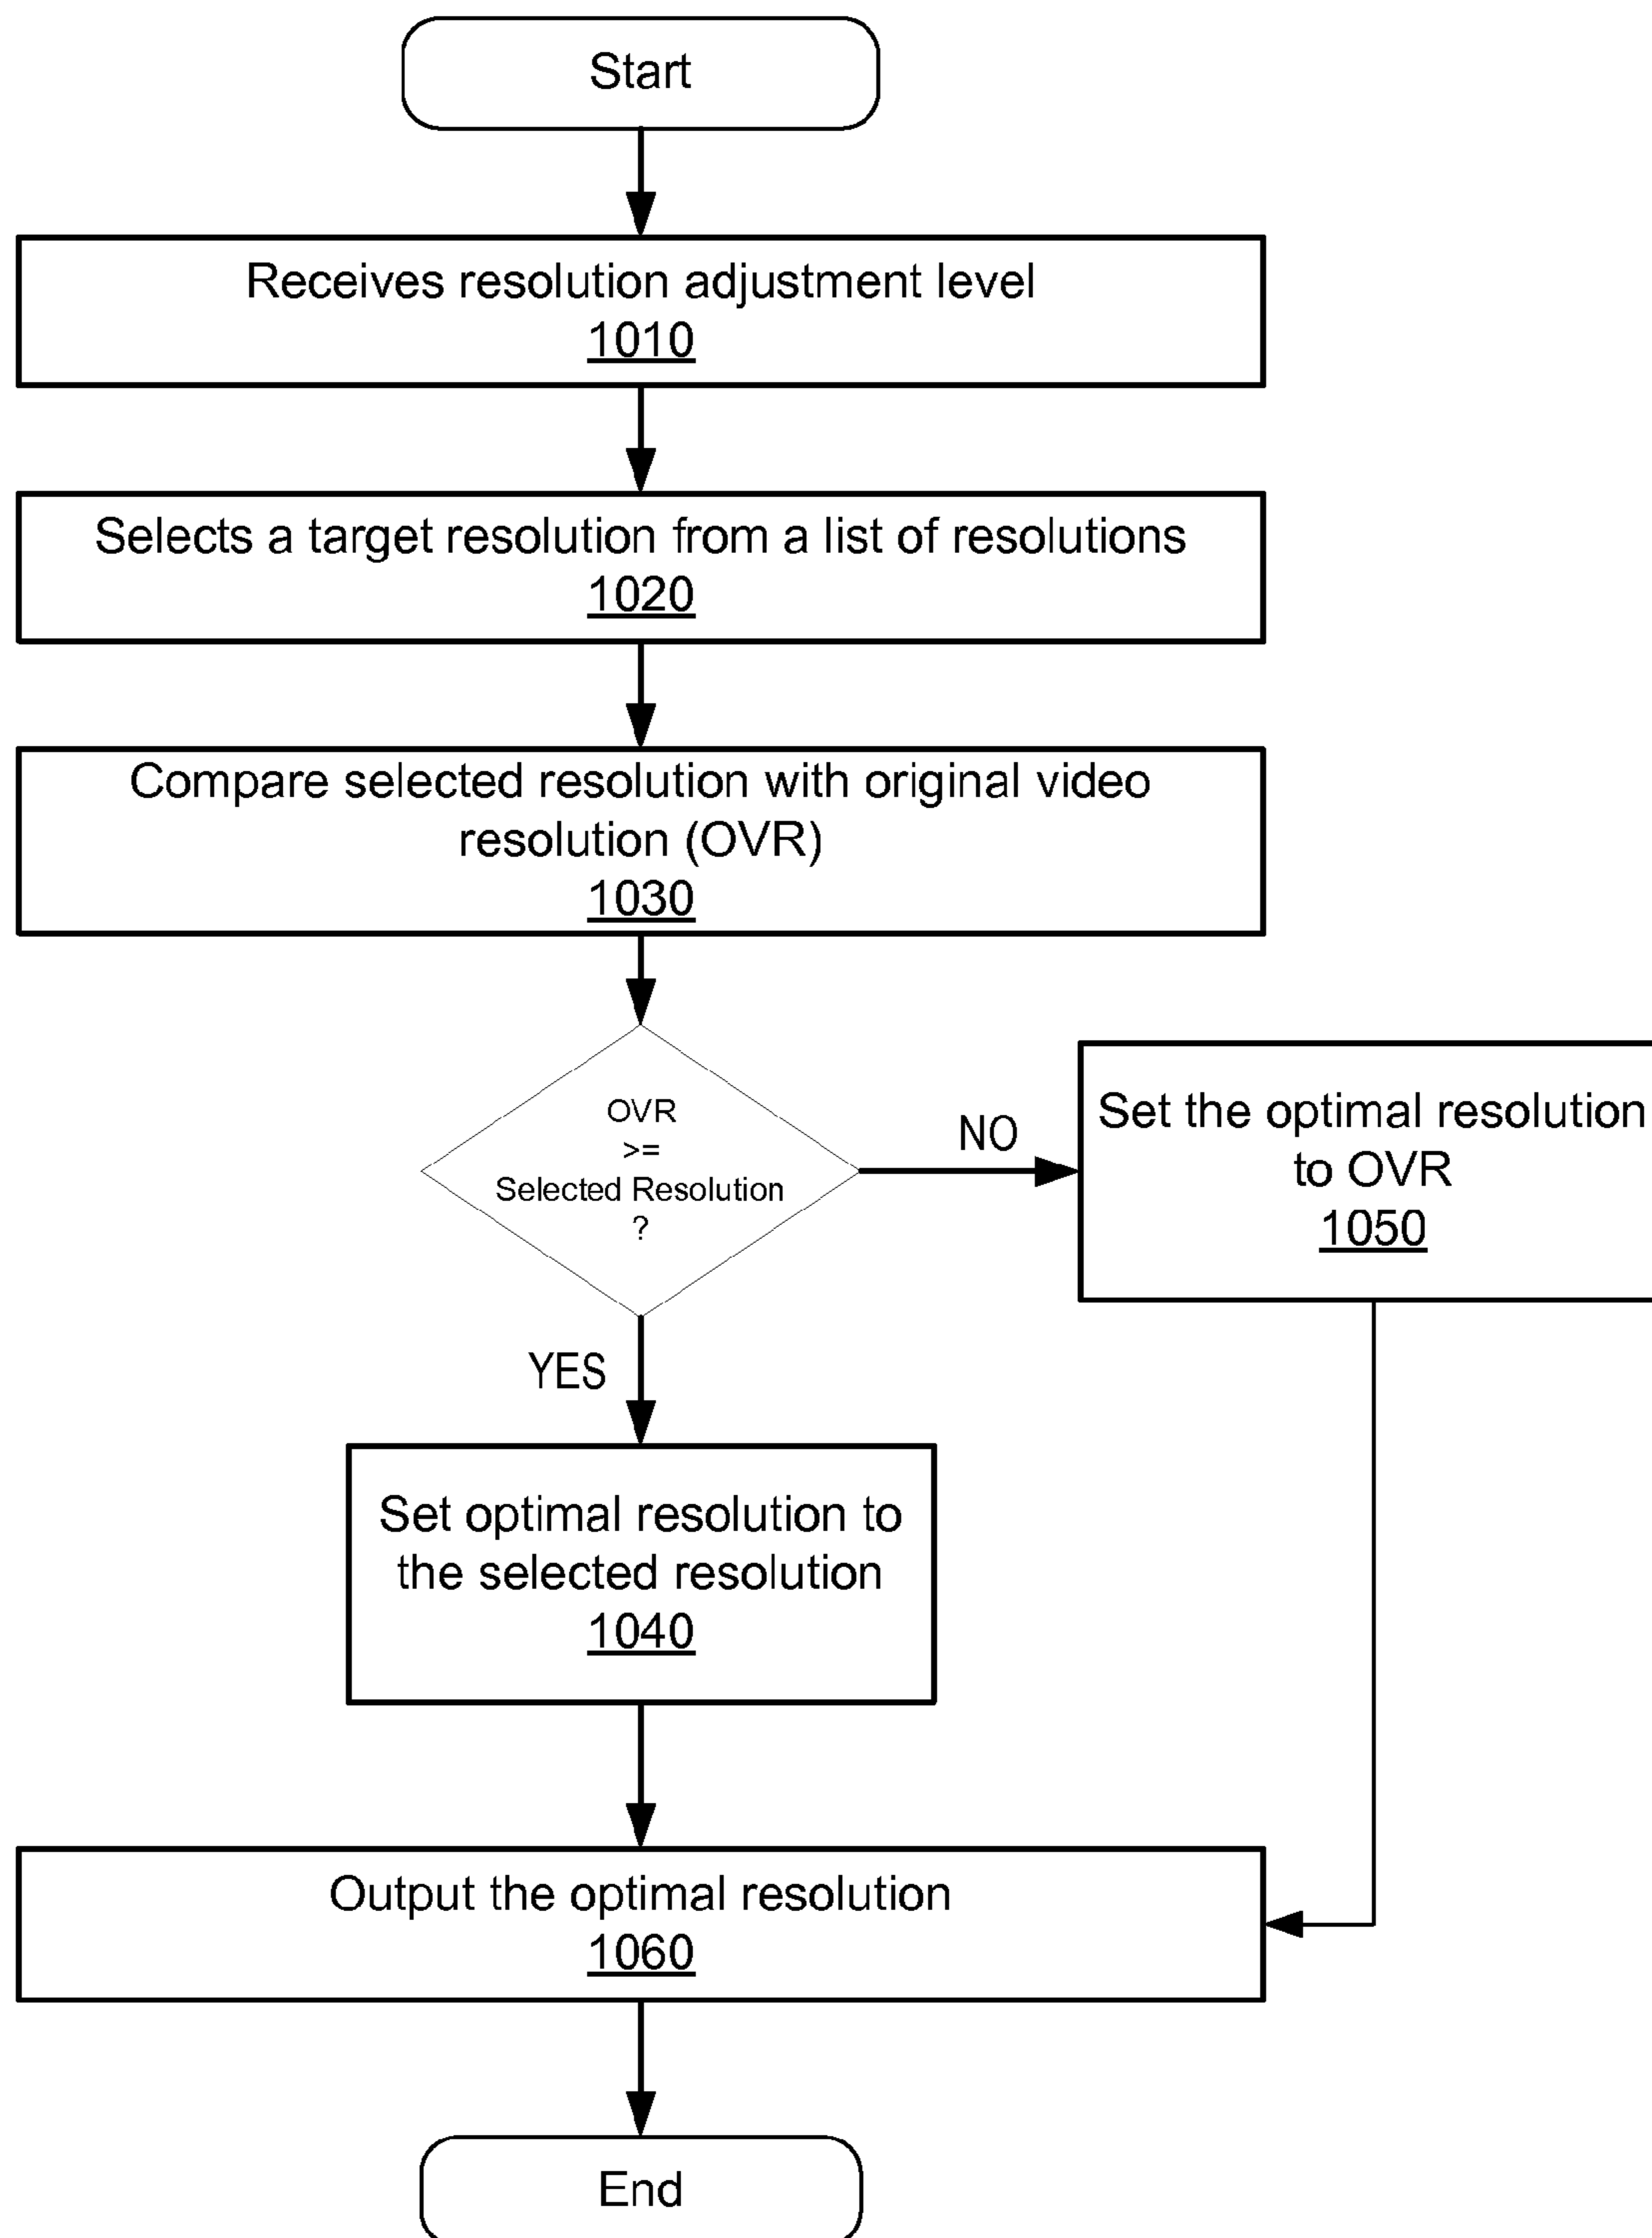 Start
Receives resolution adjustment level
1010
Selects a target resolution from a list of resolutions
1020
Compare selected resolution with original video
resolution (OVR)
1030
OVR
>=
Selected Resolution
?
NO
Set the optimal resolution
to OVR
1050
YES
Set optimal resolution to
the selected resolution
1040
Output the optimal resolution
1060
End